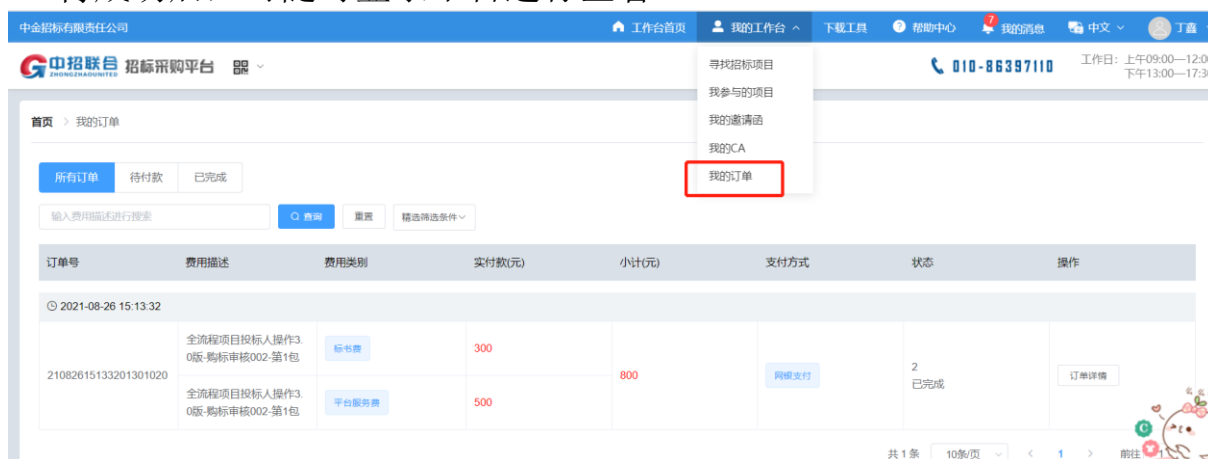 中金招标有限责任公司 工作台首页 我的工作台 下载工具 帮助中心 7 我的消息 中文 丁鑫
中招联合 招标采购平台 010-86397110 工作日: 上午09:00—12:0
ZHONGZHAOUNITED 下午13:00—17:3
寻找招标项目
我参与的项目
我的邀请函
我的CA
我的订单
首页 > 我的订单
所有订单 待付款 已完成
输入费用描述进行搜索 查询 重置 精选筛选条件
订单号 费用描述 费用类别 实付款(元) 小计(元) 支付方式 状态 操作
2021-08-26 15:13:32
21082615133201301020
全流程项目投标人操作3.
0版-购标审核002-第1包
标书费
300
全流程项目投标人操作3.
0版-购标审核002-第1包
平台服务费
500
800
网银支付
2
已完成
订单详情
共1条 10条/页 < 1 > 前往